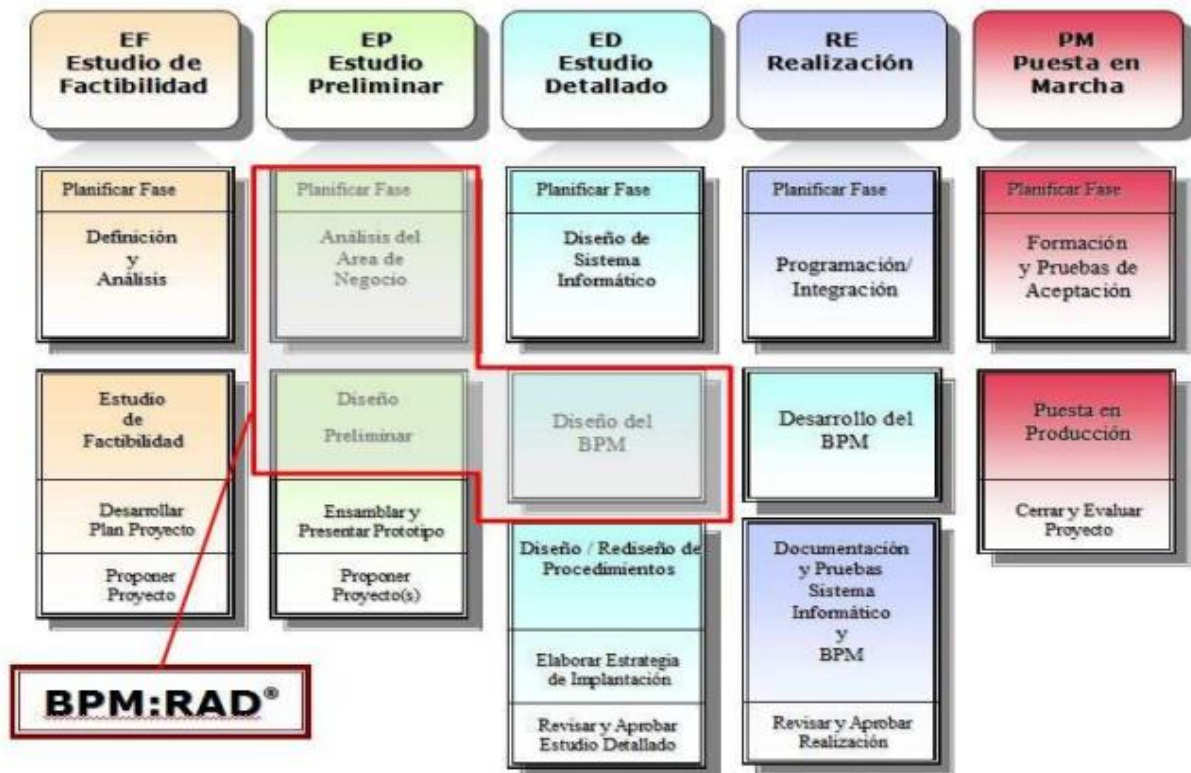 EF
Estudio de
Factibilidad
EP
Estudio
Preliminar
ED
Estudio
Detallado
RE
Realización
PM
Puesta en
Marcha
Planificar Fase
Definición
y
Análisis
Estudio
de
Factibilidad
Desarrollar
Plan Proyecto
Proponer
Proyecto
Planificar Fase
Análisis del
Area de
Negocio
Diseño
Preliminar
Ensamblar y
Presentar Prototipo
Proponer
Proyecto(s)
Planificar Fase
Diseño de
Sistema
Informático
Diseño del
BPM
Diseño / Rediseño de
Procedimientos
Elaborar Estrategia
de Implantación
Revisar y Aprobar
Estudio Detallado
Planificar Fase
Programación/
Integración
Desarrollo del
BPM
Documentación
y Pruebas
Sistema
Informático
y
BPM
Revisar y Aprobar
Realización
Planificar Fase
Formación
y Pruebas de
Aceptación
Puesta en
Producción
Cerrar y Evaluar
Proyecto
BPM:RAD®